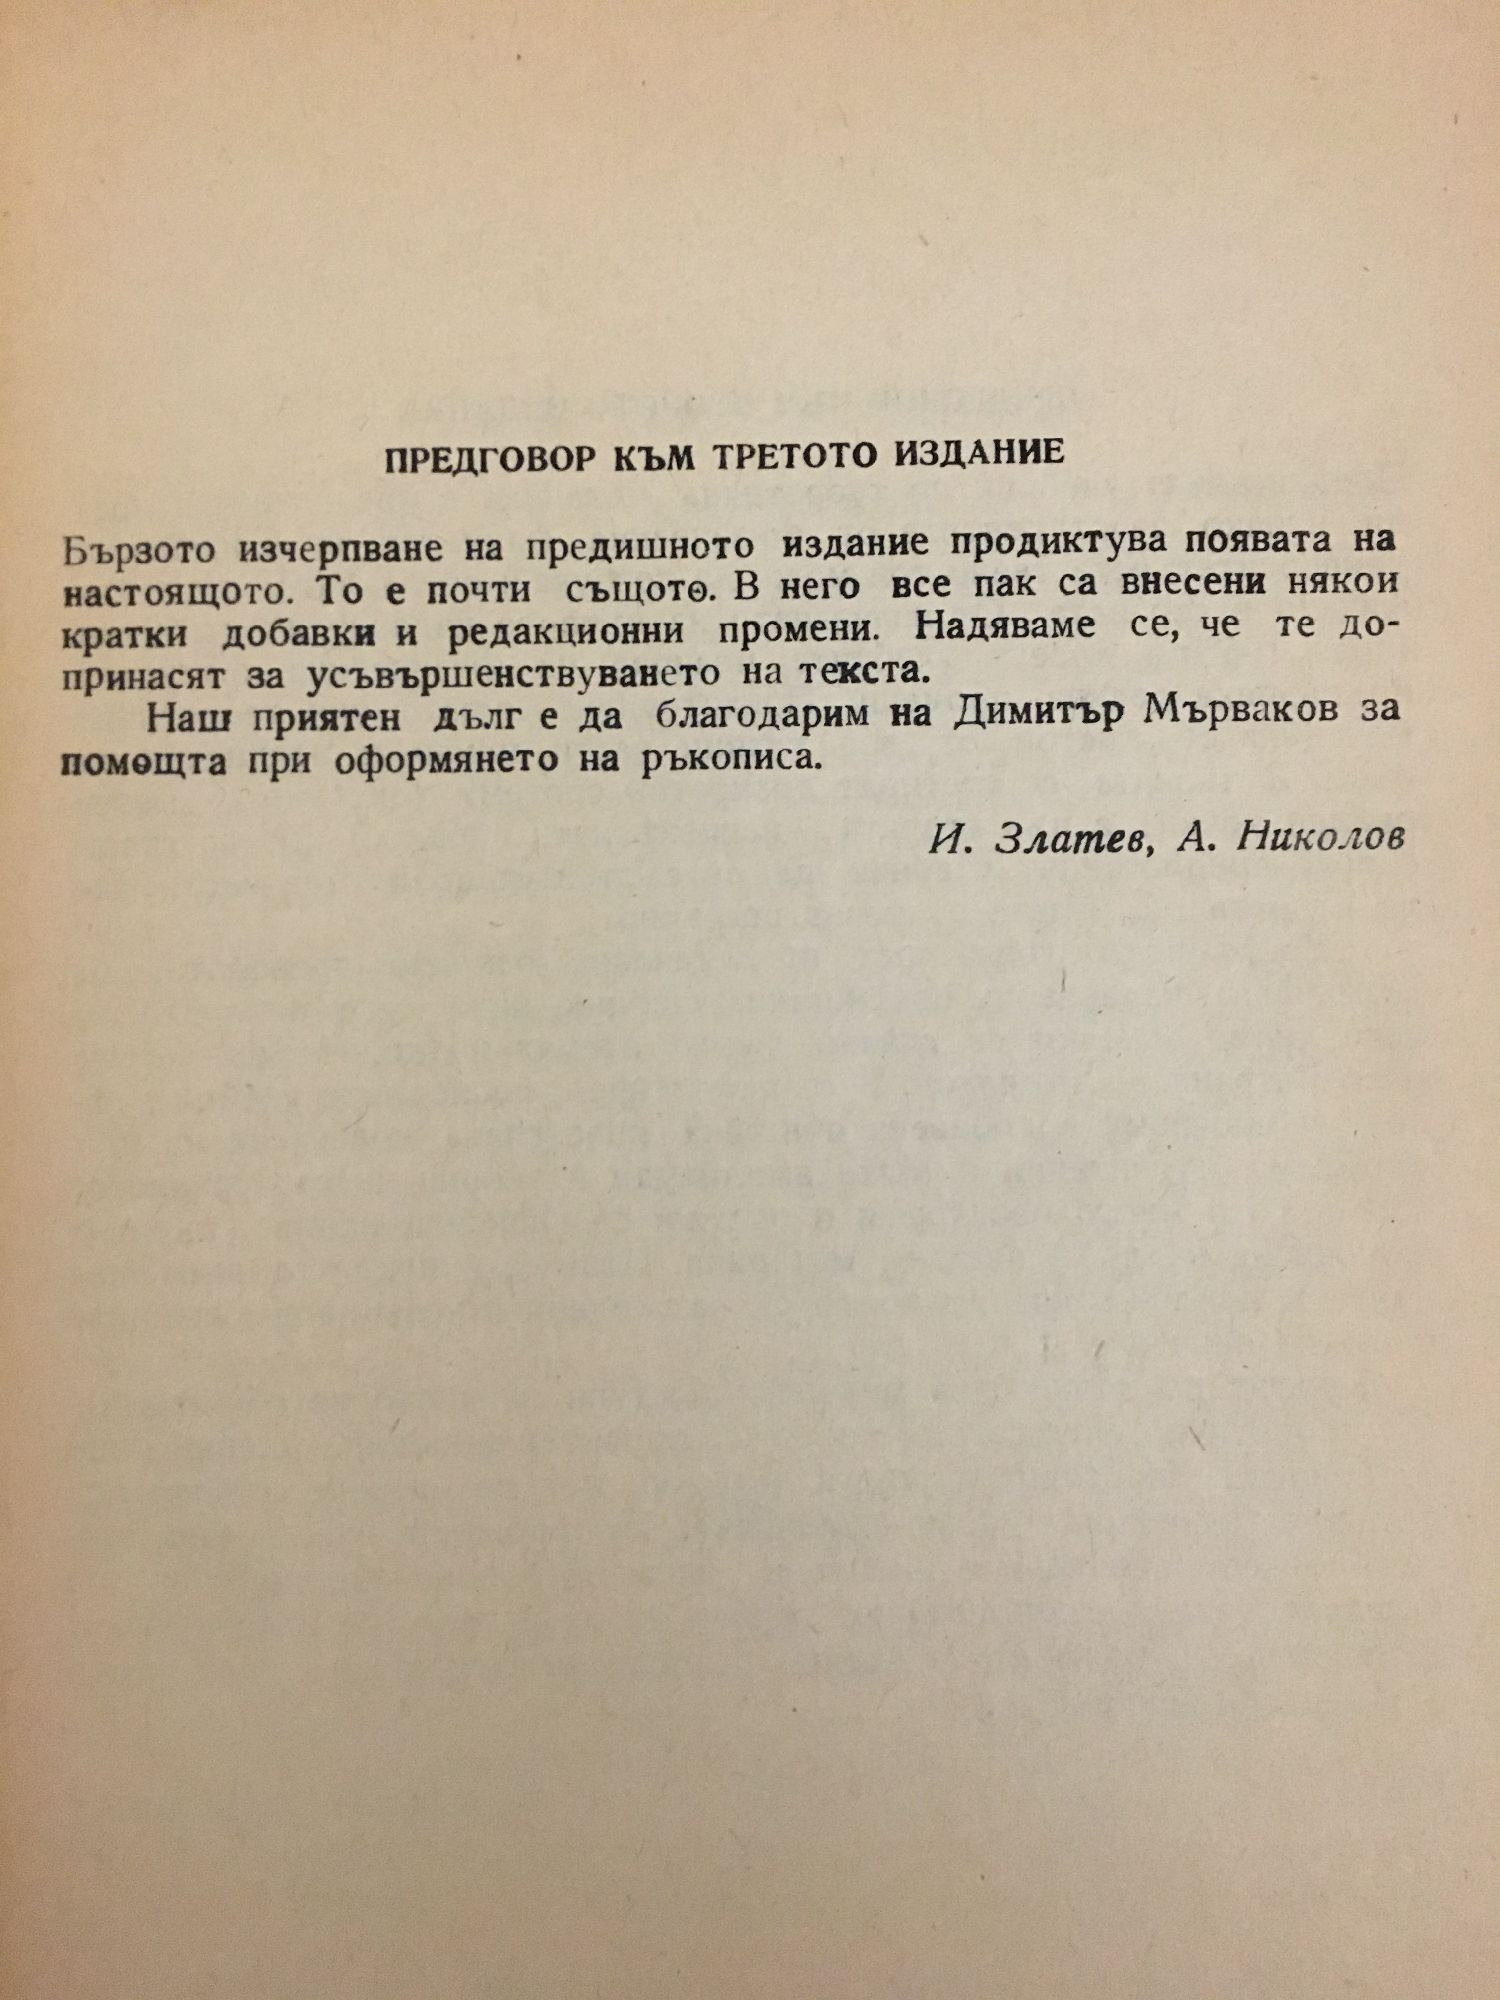 ПРЕДГОВОР КЪМ ТРЕТОТО ИЗДАНИЕ
Бързото изчерпване на предишното издание продиктува появата на
настоящото. То е почти същото. В него все пак са внесени някои
кратки добавки и редакционни промени. Надяваме се, че те до-
принасят за усъвършенствуването на текста.
Наш приятен дълг е да благодарим на Димитър Мърваков за
помощта при оформянето на ръкописа.
И. Златев, А. Николов